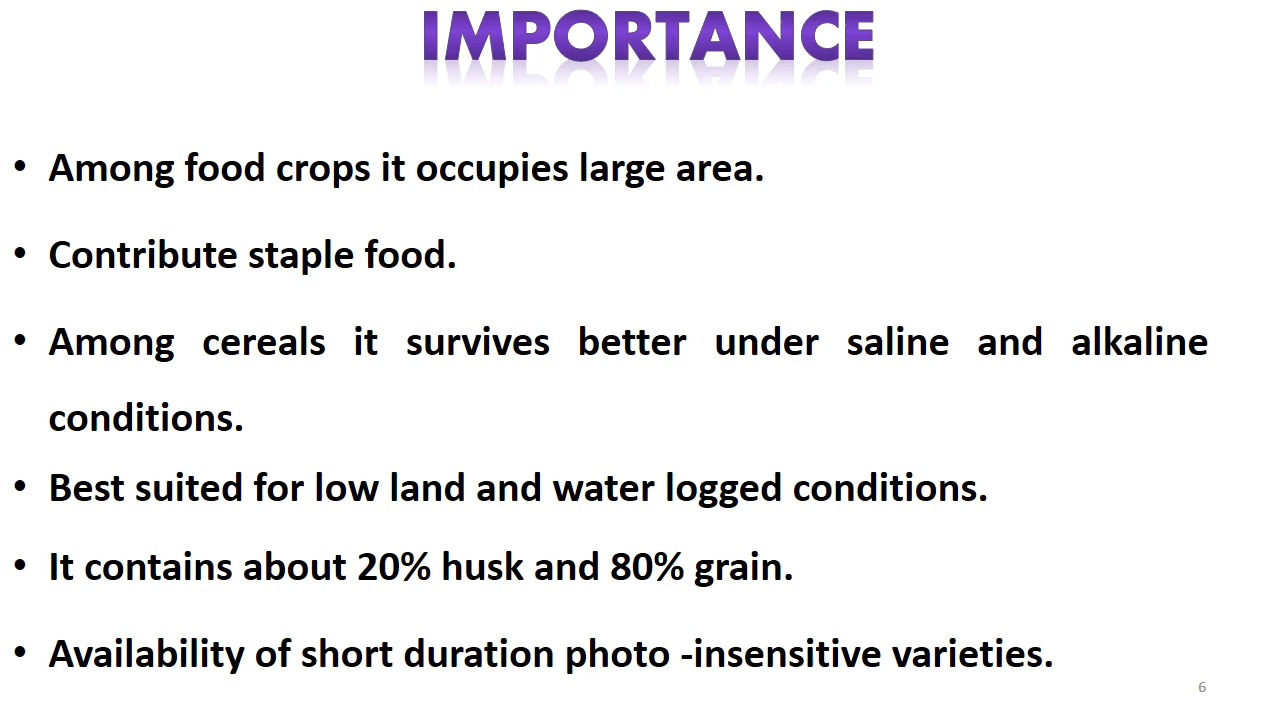 IMPORTANCE
• Among food crops it occupies large area.
• Contribute staple food.
• Among cereals it survives better under saline and alkaline
conditions.
• Best suited for low land and water logged conditions.
• It contains about 20% husk and 80% grain.
• Availability of short duration photo -insensitive varieties.
6